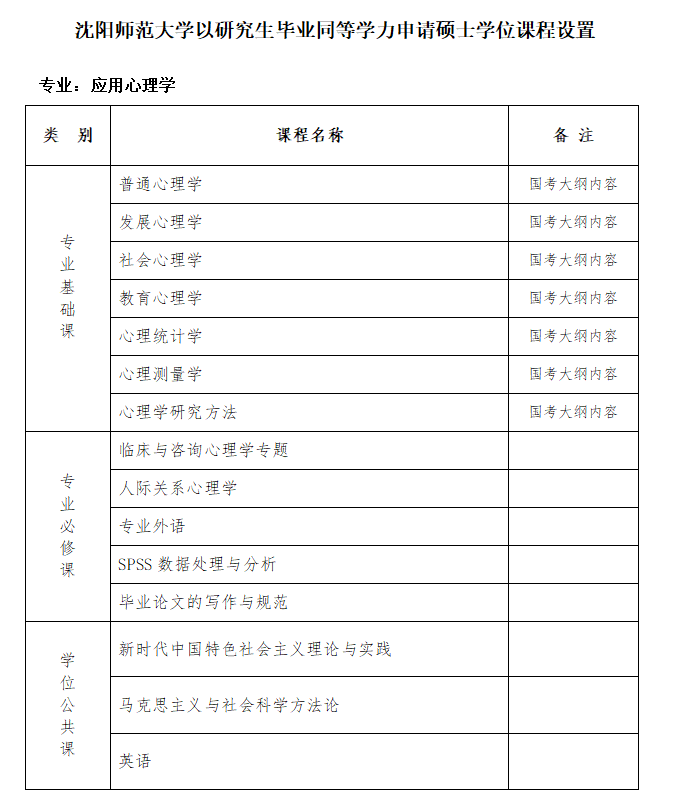 沈阳师范大学以研究生毕业同等学力申请硕士学位课程设置
专业：应用心理学
类 别 课程名称 备 注
专业基础课
普通心理学 国考大纲内容
发展心理学 国考大纲内容
社会心理学 国考大纲内容
教育心理学 国考大纲内容
心理统计学 国考大纲内容
心理测量学 国考大纲内容
心理学研究方法 国考大纲内容
专业必修课
临床与咨询心理学专题
人际关系心理学
专业外语
SPSS 数据处理与分析
毕业论文的写作与规范
学位公共课
新时代中国特色社会主义理论与实践
马克思主义与社会科学方法论
英语